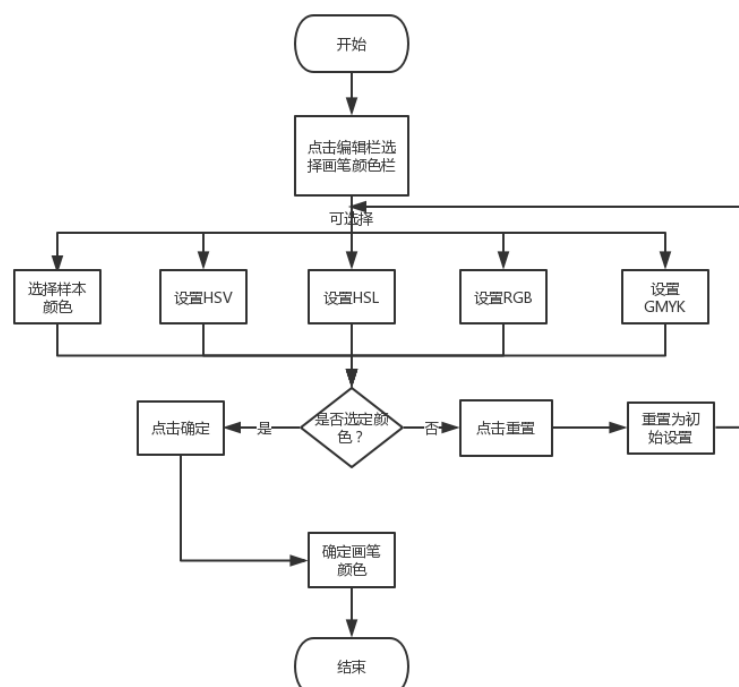 开始
点击编辑栏选
择画笔颜色栏
可选择
选择样本
颜色
设置HSV
设置HSL
设置RGB
设置
GMYK
点击确定
是
是否选定颜
色？
否
点击重置
重置为初
始设置
确定画笔
颜色
结束